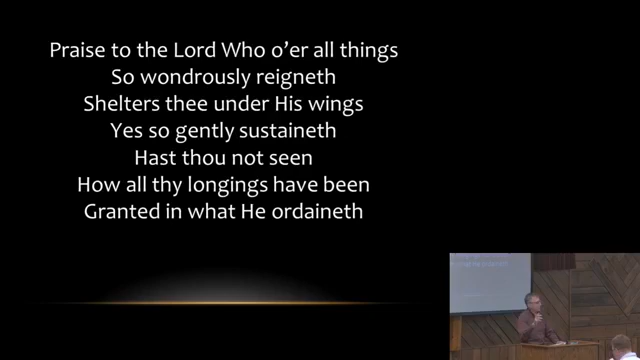 Praise to the Lord Who o’er all things
So wondrously reigneth
Shelters thee under His wings
Yes so gently sustaineth
Hast thou not seen
How all thy longings have been
Granted in what He ordaineth